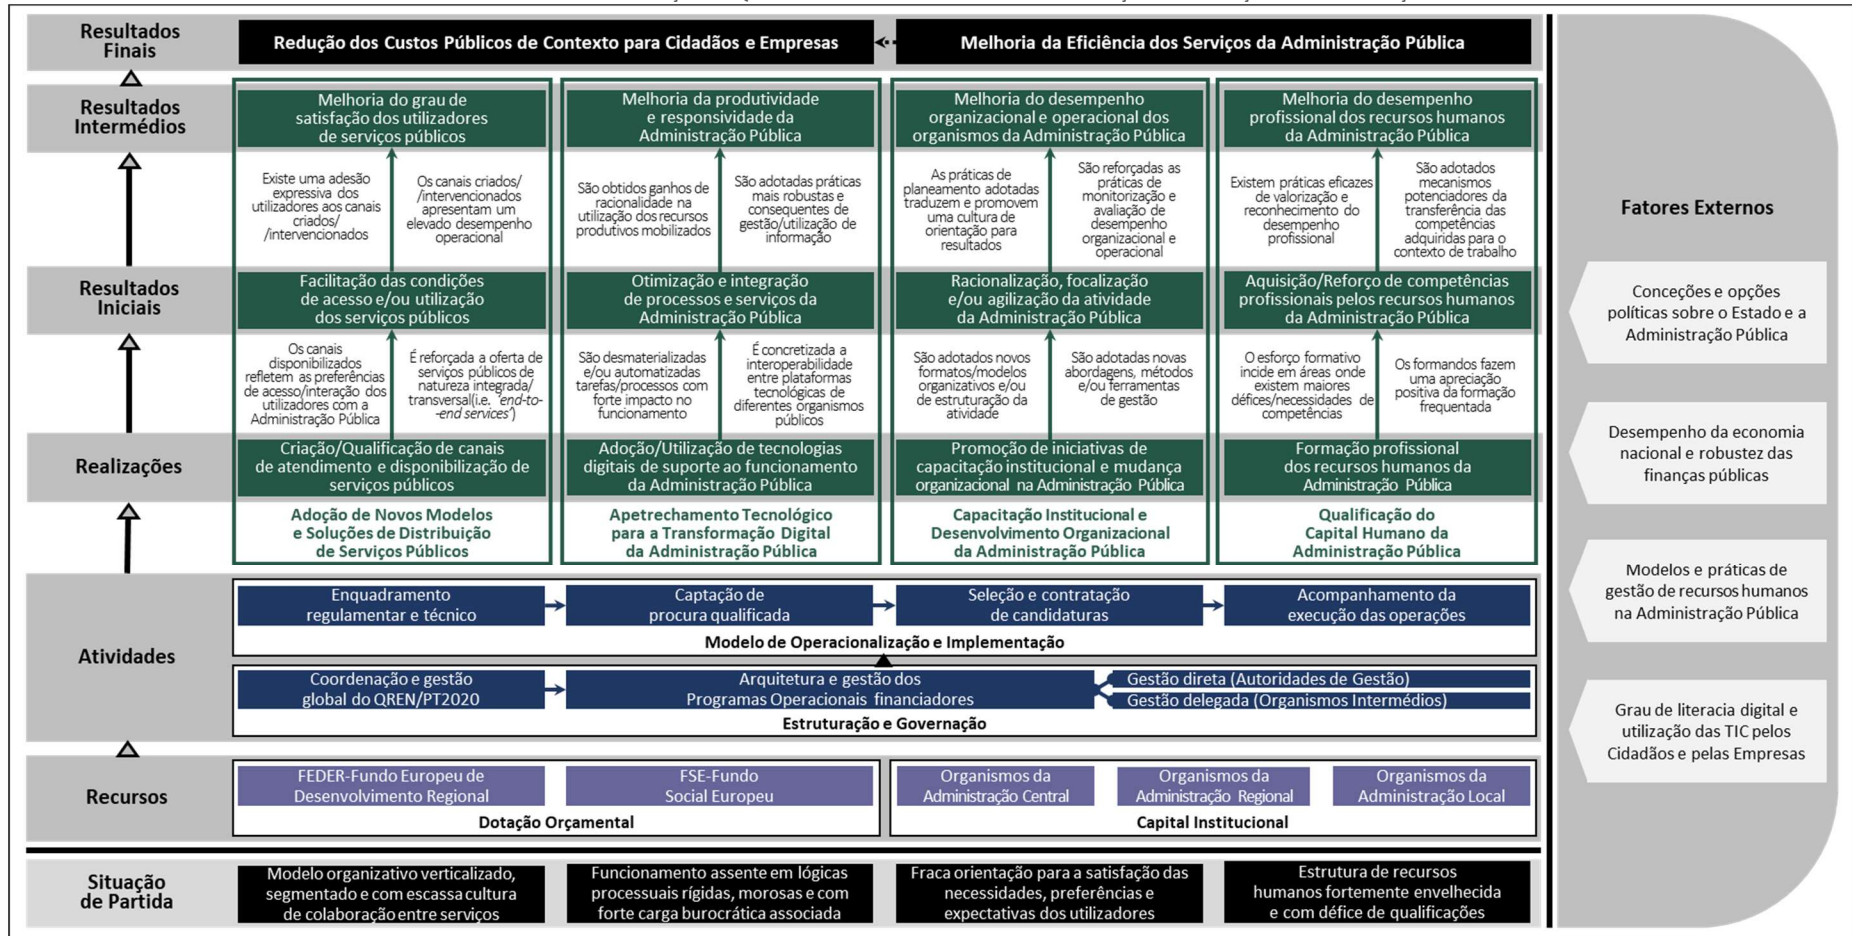 Resultados
Finais
Redução dos Custos Públicos de Contexto para Cidadãos e Empresas
Melhoria da Eficiência dos Serviços da Administração Pública
Resultados
Intermédios
Melhoria do grau de
satisfação dos utilizadores
de serviços públicos
Melhoria da produtividade
e responsividade da
Administração Pública
Melhoria do desempenho
organizacional e operacional dos
organismos da Administração Pública
Melhoria do desempenho
profissional dos recursos humanos
da Administração Pública
Existe uma adesão
expressiva dos
utilizadores aos canais
criados/
/intervencionados
Os canais criados/
/intervencionados
apresentam um
elevado desempenho
operacional
São obtidos ganhos de
racionalidade na
utilização dos recursos
produtivos mobilizados
São adotadas práticas
mais robustas e
consequentes de
gestão/utilização de
informação
As práticas de
planeamento adotadas
traduzem e promovem
uma cultura de
orientação para
resultados
São reforçadas as
práticas de
monitorização e
avaliação de
desempenho
organizacional e
operacional
Existem práticas eficazes
de valorização e
reconhecimento do
desempenho
profissional
São adotados
mecanismos
potenciadores da
transferência das
competências
adquiridas para o
contexto de trabalho
Resultados
Iniciais
Facilitação das condições
de acesso e/ou utilização
dos serviços públicos
Otimização e integração
de processos e serviços da
Administração Pública
Racionalização, focalização
e/ou agilização da atividade
da Administração Pública
Aquisição/Reforço de competências
profissionais pelos recursos humanos
da Administração Pública
Os canais
disponibilizados
refletem as preferências
de acesso/interação dos
utilizadores com a
Administração Pública
É reforçada a oferta de
serviços públicos de
natureza integrada/
transversal(i.e. 'end-to-
-end services')
São desmaterializadas
e/ou automatizadas
tarefas/processos com
forte impacto no
funcionamento
É concretizada a
interoperabilidade
entre plataformas
tecnológicas de
diferentes organismos
públicos
São adotados novos
formatos/modelos
organizativos e/ou
de estruturação da
atividade
São adotadas novas
abordagens, métodos
e/ou ferramentas
de gestão
O esforço formativo
incide em áreas onde
existem maiores
défices/necessidades de
competências
Os formandos fazem
uma apreciação
positiva da formação
frequentada
Realizações
Criação/Qualificação de canais
de atendimento e disponibilização de
serviços públicos
Adoção/Utilização de tecnologias
digitais de suporte ao funcionamento
da Administração Pública
Promoção de iniciativas de
capacitação institucional e mudança
organizacional na Administração Pública
Formação profissional
dos recursos humanos da
Administração Pública
Adoção de Novos Modelos
e Soluções de Distribuição
de Serviços Públicos
Apetrechamento Tecnológico
para a Transformação Digital
da Administração Pública
Capacitação Institucional e
Desenvolvimento Organizacional
da Administração Pública
Qualificação do
Capital Humano da
Administração Pública
Atividades
Enquadramento
regulamentar e técnico
Captação de
procura qualificada
Seleção e contratação
de candidaturas
Acompanhamento da
execução das operações
Modelo de Operacionalização e Implementação
Coordenação e gestão
global do QREN/PT2020
Arquitetura e gestão dos
Programas Operacionais financiadores
Gestão direta (Autoridades de Gestão)
Gestão delegada (Organismos Intermédios)
Estruturação e Governação
Recursos
FEDER-Fundo Europeu de
Desenvolvimento Regional
FSE-Fundo
Social Europeu
Dotação Orçamental
Organismos da
Administração Central
Organismos da
Administração Regional
Organismos da
Administração Local
Capital Institucional
Situação
de Partida
Modelo organizativo verticalizado,
segmentado e com escassa cultura
de colaboração entre serviços
Funcionamento assente em lógicas
processuais rígidas, morosas e com
forte carga burocrática associada
Fraca orientação para a satisfação das
necessidades, preferências e
expectativas dos utilizadores
Estrutura de recursos
humanos fortemente envelhecida
e com défice de qualificações
Fatores Externos
Conceções e opções
políticas sobre o Estado e a
Administração Pública
Desempenho da economia
nacional e robustez das
finanças públicas
Modelos e práticas de
gestão de recursos humanos
na Administração Pública
Grau de literacia digital e
utilização das TIC pelos
Cidadãos e pelas Empresas